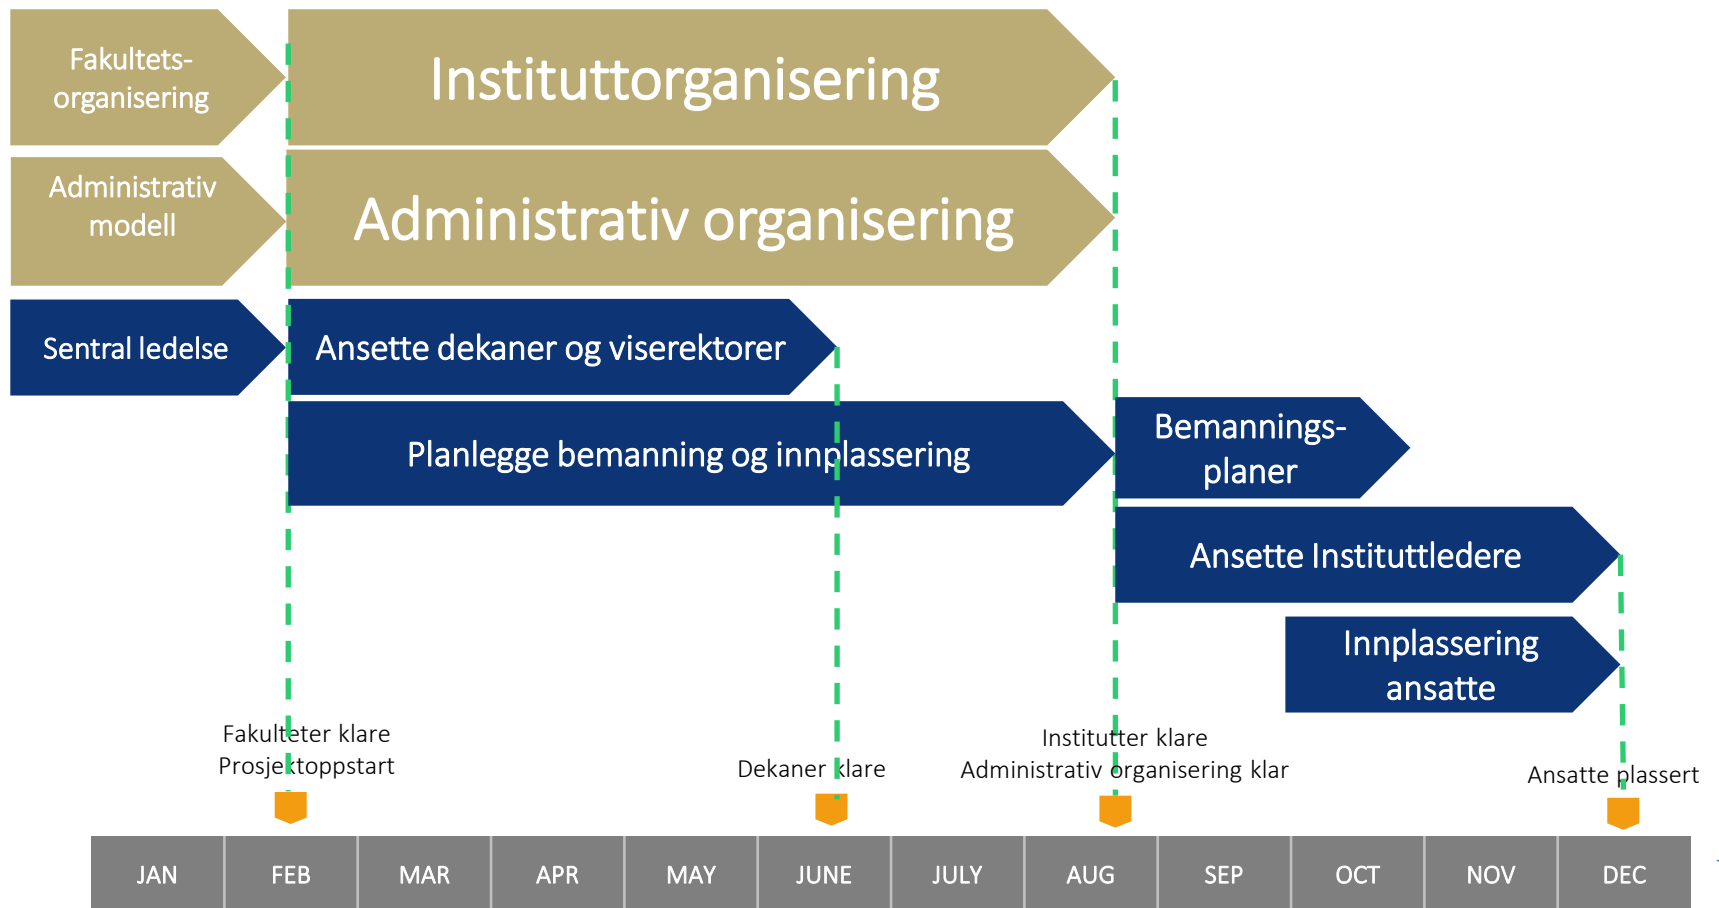 Fakultets-
organisering
Instituttorganisering
Administrativ
modell
Administrativ organisering
Sentral ledelse
Ansette dekaner og viserektorer
Planlegge bemanning og innplassering
Bemannings-
planer
Ansette Instituttledere
Innplassering
ansatte
Fakulteter klare
Prosjektoppstart
Dekaner klare
Institutter klare
Administrativ organisering klar
Ansatte plassert
JAN
FEB
MAR
APR
MAY
JUNE
JULY
AUG
SEP
OCT
NOV
DEC